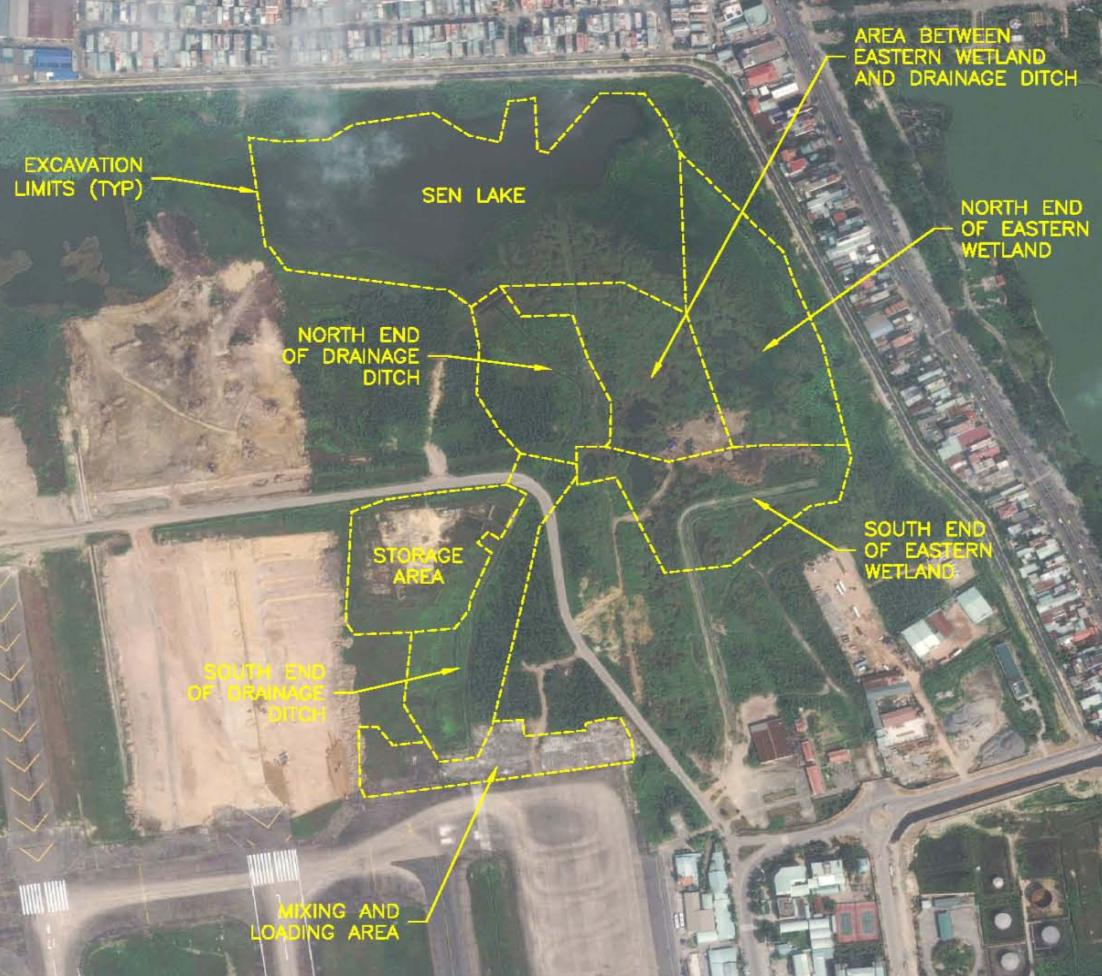 AREA BETWEEN
EASTERN WETLAND
AND DRAINAGE DITCH
EXCAVATION
LIMITS (TYP)
SEN LAKE
NORTH END
OF EASTERN
WETLAND
NORTH END
OF DRAINAGE
DITCH
STORAGE
AREA
SOUTH END
OF EASTERN
WETLAND
SOUTH END
OF DRAINAGE
DITCH
MIXING AND
LOADING AREA